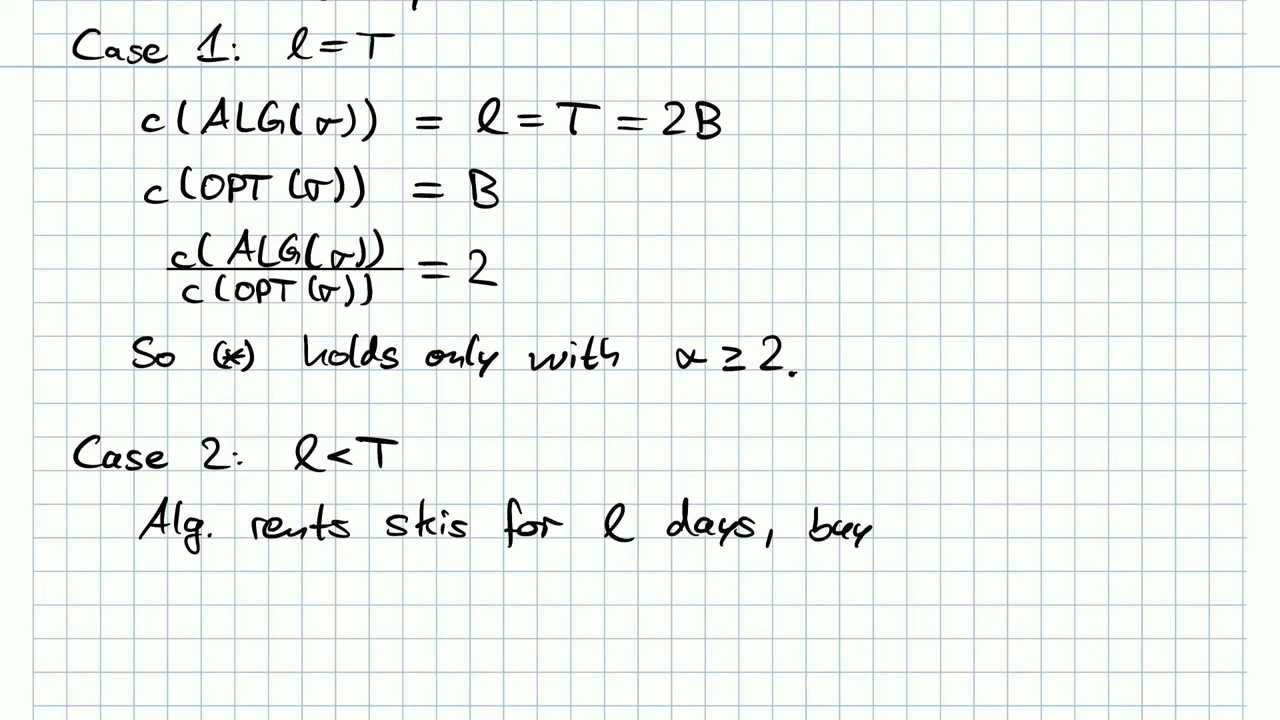 Case 1: l = T
c(ALG(σ)) = l = T = 2B
c(OPT(σ)) = B
c(ALG(σ))
c(OPT(σ)) = 2
So (*) holds only with α ≥ 2.
Case 2: l < T
Alg. rents skis for l days, buy